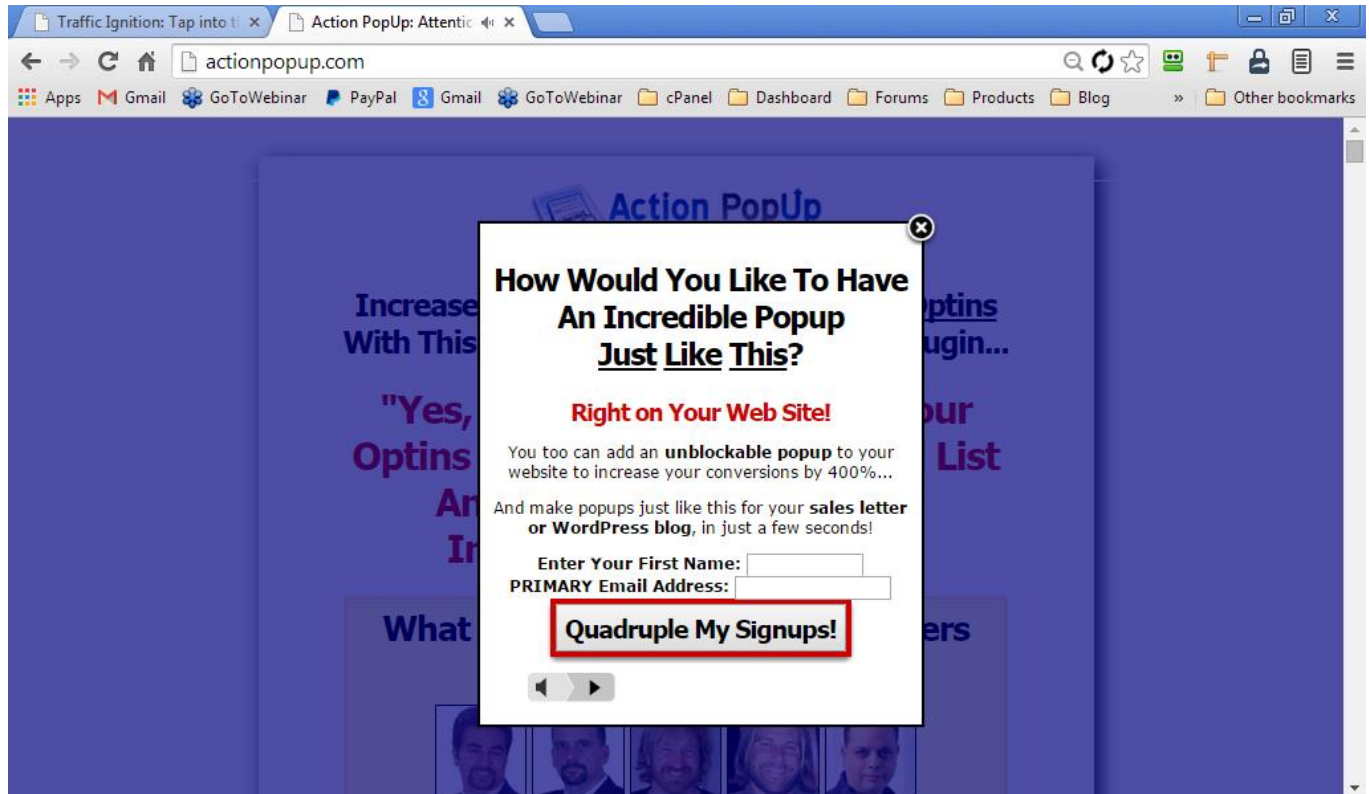 Traffic Ignition: Tap into t
Action PopUp: Attentic
actionpopup.com
Apps Gmail GoToWebinar PayPal Gmail GoToWebinar cPanel Dashboard Forums Products Blog » Other bookmarks
Action PopUp
Increase
With This
"Yes,
Optins
What
How Would You Like To Have
An Incredible Popup
Just Like This?
Right on Your Web Site!
You too can add an unblockable popup to your
website to increase your conversions by 400%...
And make popups just like this for your sales letter
or WordPress blog, in just a few seconds!
Enter Your First Name:
PRIMARY Email Address:
Quadruple My Signups!
ptins
ugin...
our
List
ers